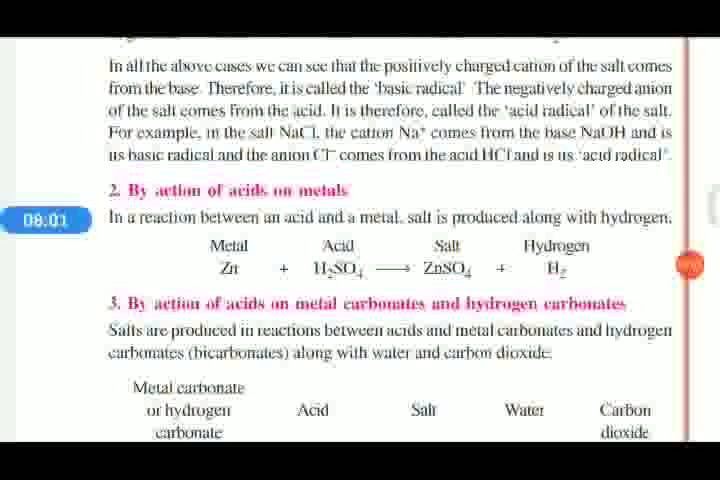 In all the above cases we can see that the positively charged cation of the salt comes
from the base. Therefore, it is called the 'basic radical'. The negatively charged anion
of the salt comes from the acid. It is therefore, called the 'acid radical' of the salt.
For example, in the salt NaCl, the cation Na⁺ comes from the base NaOH and is
its basic radical and the anion Cl⁻ comes from the acid HCl and is its 'acid radical'.
2. By action of acids on metals
08:01
In a reaction between an acid and a metal, salt is produced along with hydrogen.
Metal Acid Salt Hydrogen
Zn + H₂SO₄ ⟶ ZnSO₄ + H₂
3. By action of acids on metal carbonates and hydrogen carbonates
Salts are produced in reactions between acids and metal carbonates and hydrogen
carbonates (bicarbonates) along with water and carbon dioxide.
Metal carbonate
or hydrogen Acid Salt Water Carbon
carbonate dioxide